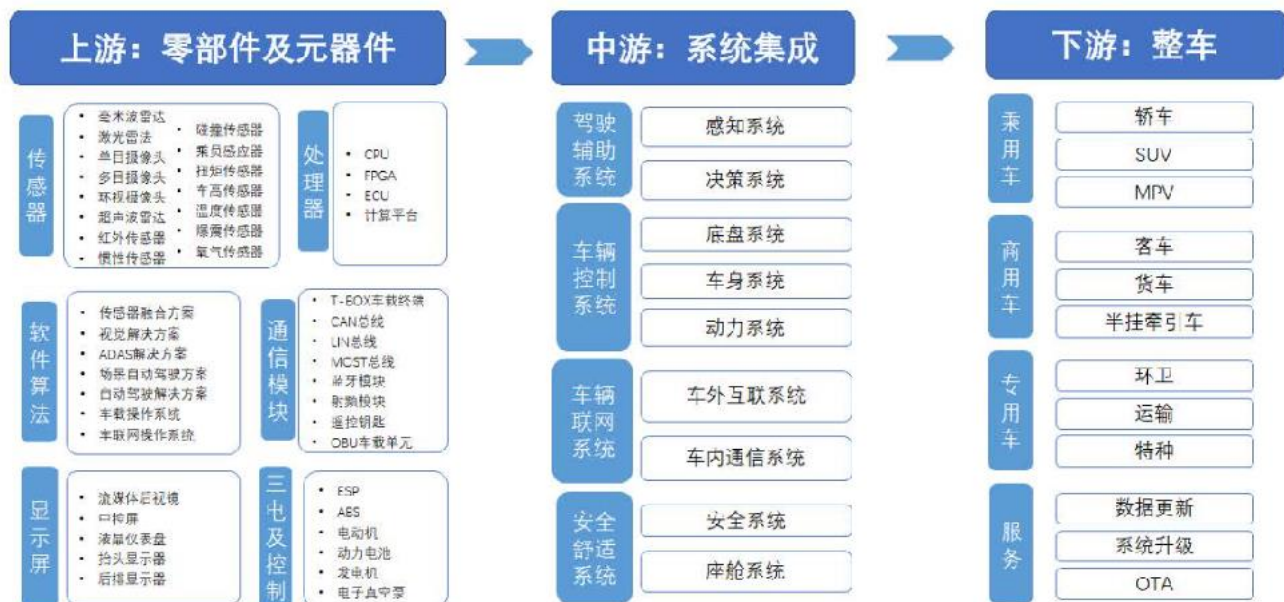 上游：零部件及元器件
中游：系统集成
下游：整车
传感器
毫米波雷达
激光雷法
单目摄像头
多目摄像头
环视摄像头
超声波雷达
红外传感器
惯性传感器
碰撞传感器
乘员感应器
扭矩传感器
车高传感器
温度传感器
爆震传感器
氧气传感器
处理器
CPU
FPGA
ECU
计算平台
软件算法
传感器融合方案
视觉解决方案
ADAS解决方案
场景自动驾驶方案
自动驾驶解决方案
车载操作系统
车联网操作系统
通信模块
T-BOX车载终端
CAN总线
LIN总线
MOST总线
蓝牙模块
射频模块
遥控钥匙
OBU车载单元
显示屏
流媒体后视镜
中控屏
液晶仪表盘
抬头显示器
后排显示器
三电及控制
ESP
ABS
电动机
动力电池
发电机
电子真空泵
驾驶辅助系统
感知系统
决策系统
车辆控制系统
底盘系统
车身系统
动力系统
车辆联网系统
车外互联系统
车内通信系统
安全舒适系统
安全系统
座舱系统
乘用车
轿车
SUV
MPV
商用车
客车
货车
半挂牵引车
专用车
环卫
运输
特种
服务
数据更新
系统升级
OTA